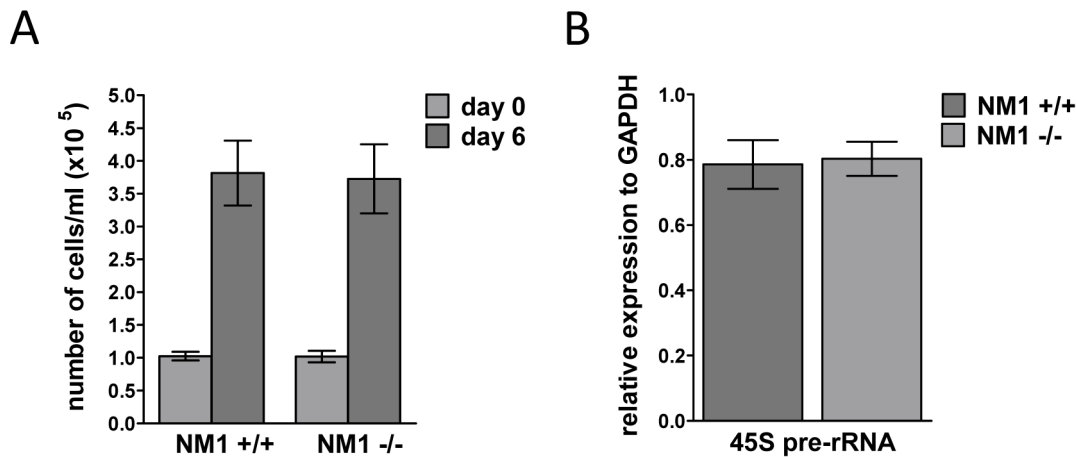 A
number of cells/ml (x10 5)
5.0
4.5
4.0
3.5
3.0
2.5
2.0
1.5
1.0
0.5
0.0
NM1 +/+
NM1 -/-
day 0
day 6
B
relative expression to GAPDH
1.0
0.8
0.6
0.4
0.2
0.0
45S pre-rRNA
NM1 +/+
NM1 -/-